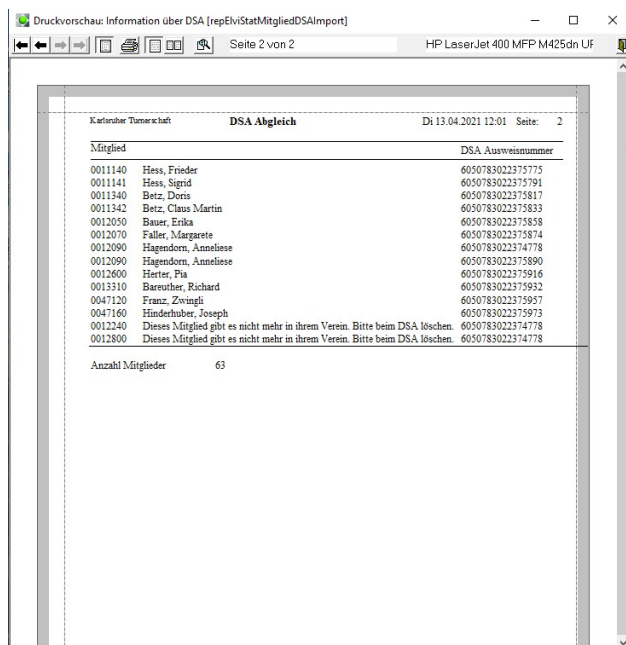 Druckvorschau: Information über DSA [repElviStatMitgliedDSAImport]
Seite 2 von 2 HP LaserJet 400 MFP M425dn UF
Karlsruher Turnerschaft DSA Abgleich Di 13.04.2021 12:01 Seite: 2
Mitglied DSA Ausweisnummer
0011140 Hess, Frieder 6050783022375775
0011141 Hess, Sigrid 6050783022375791
0011340 Betz, Doris 6050783022375817
0011342 Betz, Claus Martin 6050783022375833
0012050 Bauer, Erika 6050783022375858
0012070 Faller, Margarete 6050783022375874
0012090 Hagendorn, Anneliese 6050783022374778
0012090 Hagendorn, Anneliese 6050783022375890
0012600 Herter, Pia 6050783022375916
0013310 Bareuther, Richard 6050783022375932
0047120 Franz, Zwingli 6050783022375957
0047160 Hinderhuber, Joseph 6050783022375973
0012240 Dieses Mitglied gibt es nicht mehr in ihrem Verein. Bitte beim DSA löschen. 6050783022374778
0012800 Dieses Mitglied gibt es nicht mehr in ihrem Verein. Bitte beim DSA löschen. 6050783022374778
Anzahl Mitglieder 63